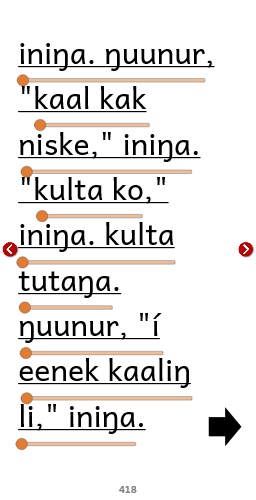 iniŋa. ŋuunur,
"kaal kak
niske," iniŋa.
"kulta ko,"
iniŋa. kulta
tutaŋa.
ŋuunur, "í
eenek kaaliŋ
li," iniŋa.
418